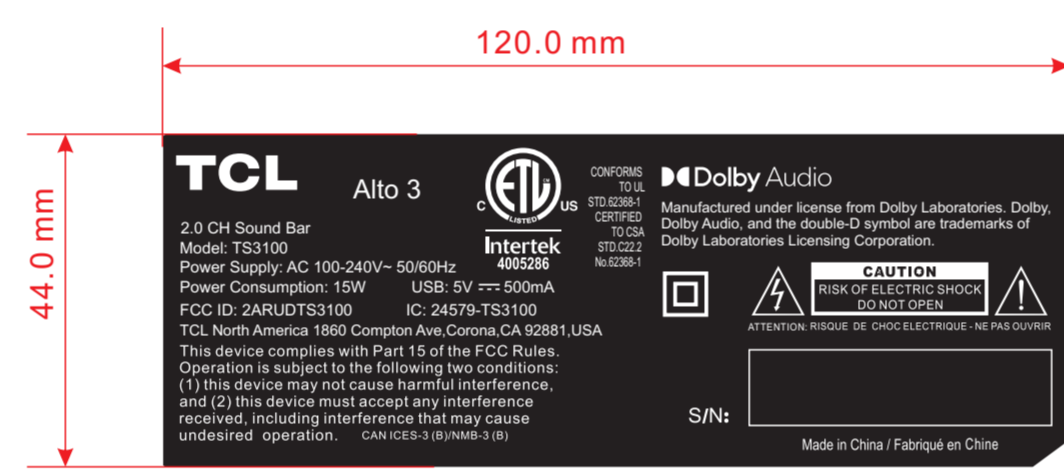 120.0 mm
44.0 mm
TCL
Alto 3
2.0 CH Sound Bar
Model: TS3100
Power Supply: AC 100-240V~ 50/60Hz
Power Consumption: 15W USB: 5V ⎓ 500mA
FCC ID: 2ARUDTS3100 IC: 24579-TS3100
TCL North America 1860 Compton Ave,Corona,CA 92881,USA
This device complies with Part 15 of the FCC Rules.
Operation is subject to the following two conditions:
(1) this device may not cause harmful interference,
and (2) this device must accept any interference
received, including interference that may cause
undesired operation. CAN ICES-3 (B)/NMB-3 (B)
ETL
LISTED
C US
Intertek
4005286
CONFORMS
TO UL
STD.62368-1
CERTIFIED
TO CSA
STD.C22.2
No.62368-1
Dolby Audio
Manufactured under license from Dolby Laboratories. Dolby,
Dolby Audio, and the double-D symbol are trademarks of
Dolby Laboratories Licensing Corporation.
CAUTION
RISK OF ELECTRIC SHOCK
DO NOT OPEN
ATTENTION: RISQUE DE CHOC ELECTRIQUE - NE PAS OUVRIR
S/N:
Made in China / Fabriqué en Chine